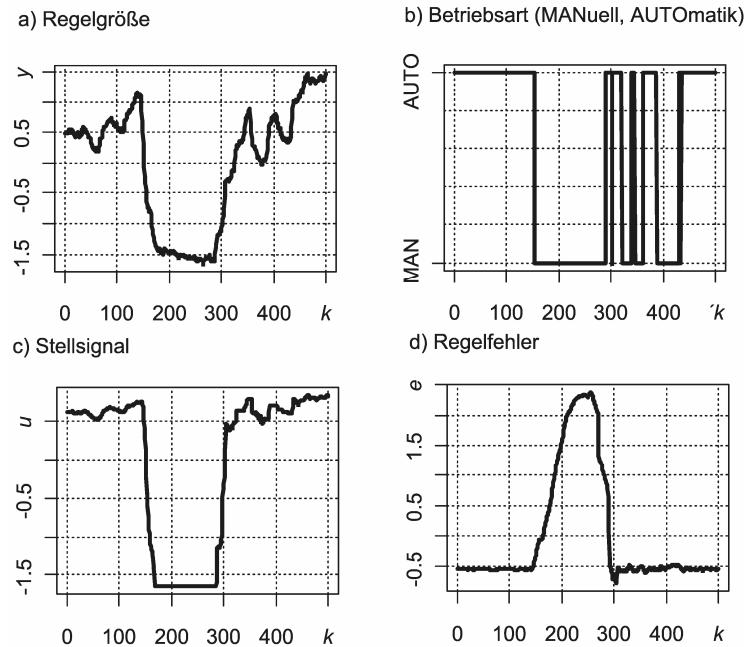 a) Regelgröße
y
0.5
-0.5
-1.5
0 100 200 300 400 k
b) Betriebsart (MANuell, AUTOmatik)
AUTO
MAN
0 100 200 300 400 ´k
c) Stellsignal
u
-0.5
-1.5
0 100 200 300 400 k
d) Regelfehler
e
1.5
0.5
-0.5
0 100 200 300 400 k